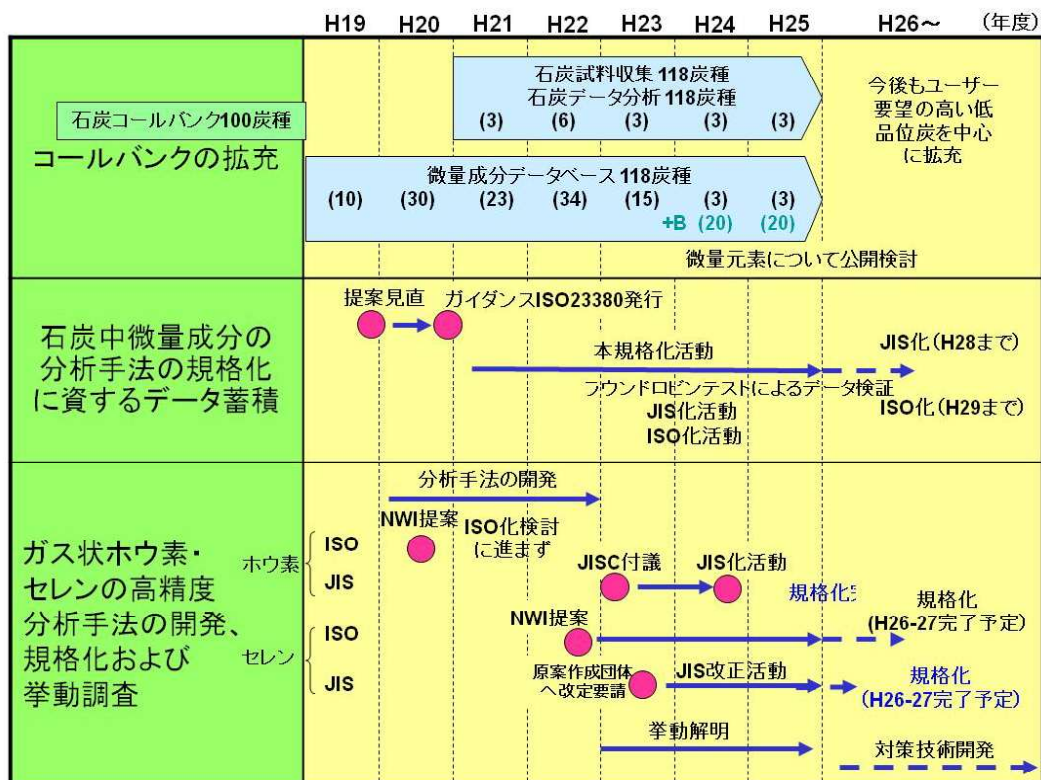 H19 H20 H21 H22 H23 H24 H25 H26～ (年度)
石炭コールバンク100炭種
コールバンクの拡充
石炭試料収集 118炭種
石炭データ分析 118炭種
(3) (6) (3) (3) (3)
微量成分データベース 118炭種
(10) (30) (23) (34) (15) (3) (3)
+B (20) (20)
今後もユーザー
要望の高い低
品位炭を中心
に拡充
微量元素について公開検討
石炭中微量成分の
分析手法の規格化
に資するデータ蓄積
提案見直
ガイダンスISO23380発行
本規格化活動
ラウンドロビンテストによるデータ検証
JIS化活動
ISO化活動
JIS化(H28まで)
ISO化(H29まで)
ガス状ホウ素・
セレンの高精度
分析手法の開発、
規格化および
挙動調査
ホウ素
ISO
JIS
セレン
ISO
JIS
分析手法の開発
NWI提案
ISO化検討
に進まず
JISC付議
JIS化活動
規格化
NWI提案
規格化
(H26-27完了予定)
原案作成団体
へ改定要請
JIS改正活動
規格化
(H26-27完了予定)
挙動解明
対策技術開発